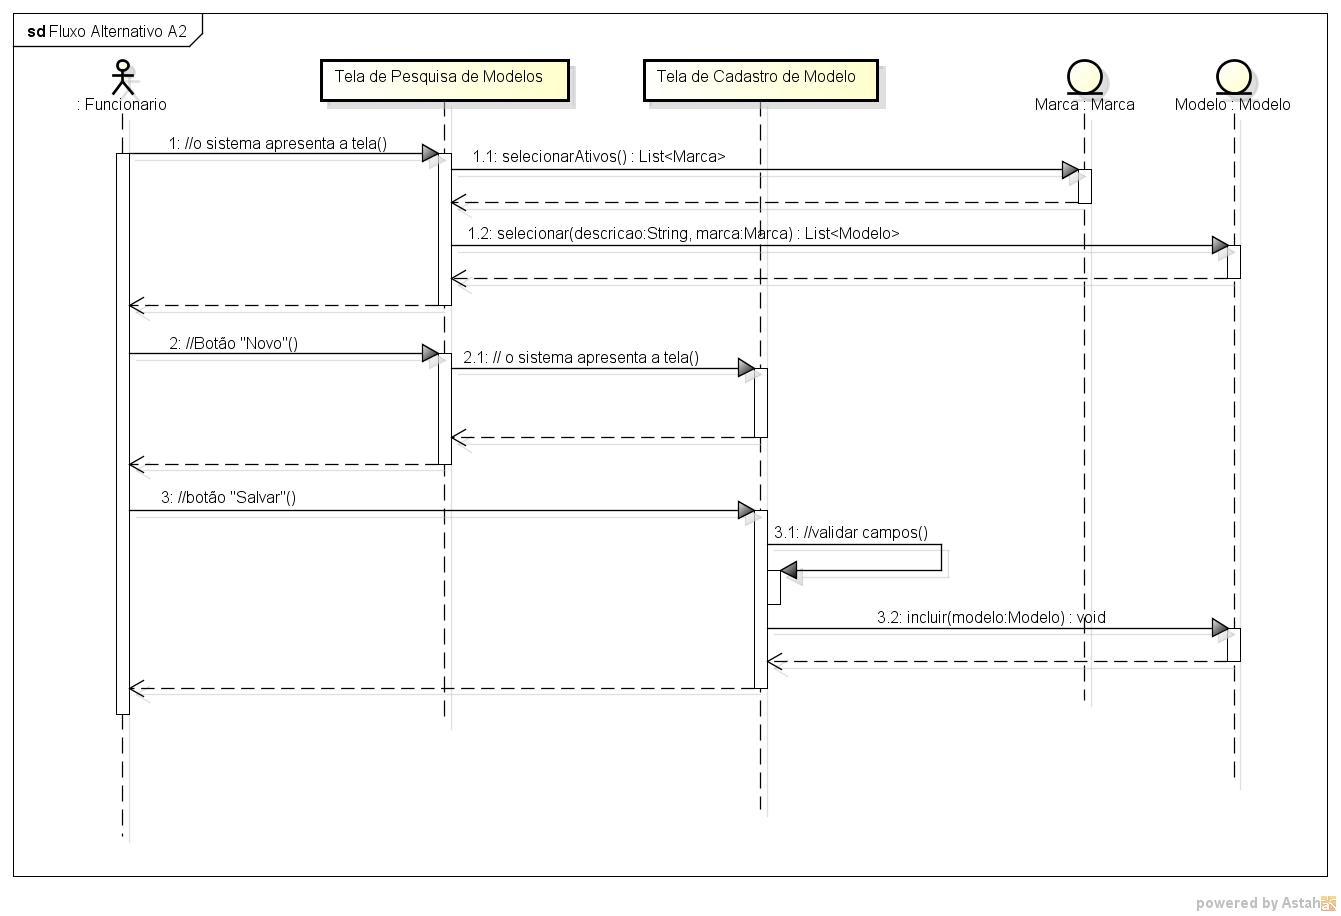 sd Fluxo Alternativo A2
: Funcionario
Tela de Pesquisa de Modelos
Tela de Cadastro de Modelo
Marca : Marca
Modelo : Modelo
1: //o sistema apresenta a tela()
1.1: selecionarAtivos() : List<Marca>
1.2: selecionar(descricao:String, marca:Marca) : List<Modelo>
2: //Botão "Novo"()
2.1: // o sistema apresenta a tela()
3: //botão "Salvar"()
3.1: //validar campos()
3.2: incluir(modelo:Modelo) : void
powered by Astah